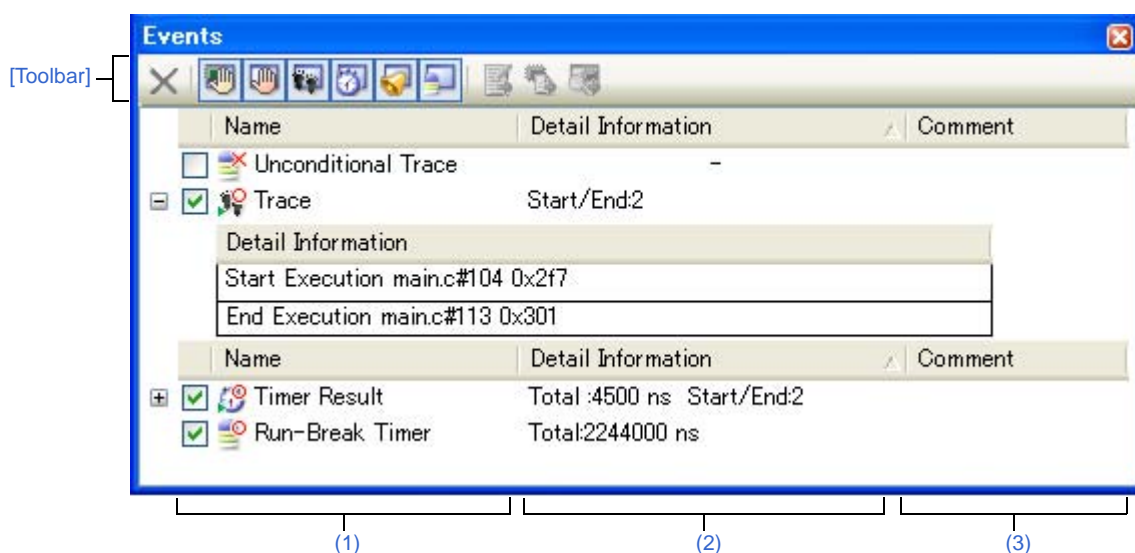 Events
[Toolbar]
Name Detail Information Comment
Unconditional Trace -
Trace Start/End:2
Detail Information
Start Execution main.c#104 0x2f7
End Execution main.c#113 0x301
Name Detail Information Comment
Timer Result Total :4500 ns Start/End:2
Run-Break Timer Total:2244000 ns
(1) (2) (3)